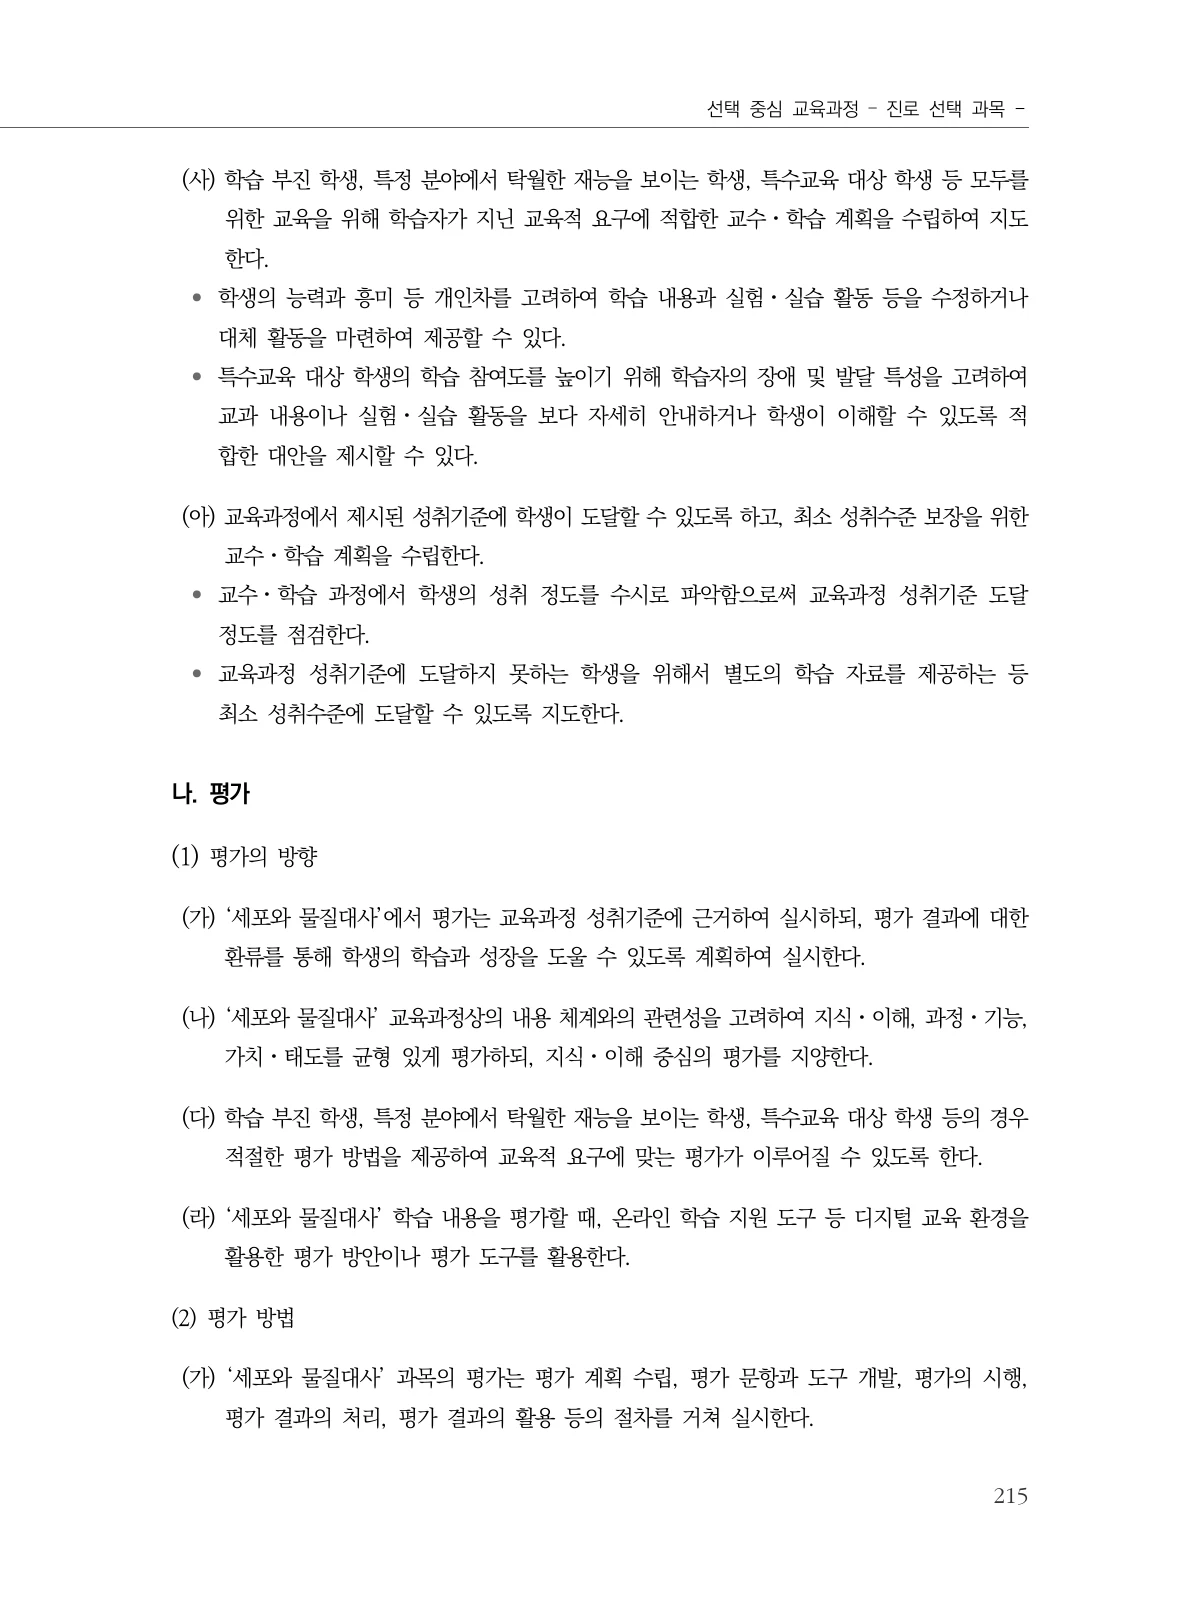 선택 중심 교육과정 - 진로 선택 과목 -
(사) 학습 부진 학생, 특정 분야에서 탁월한 재능을 보이는 학생, 특수교육 대상 학생 등 모두를
위한 교육을 위해 학습자가 지닌 교육적 요구에 적합한 교수・학습 계획을 수립하여 지도
한다.
• 학생의 능력과 흥미 등 개인차를 고려하여 학습 내용과 실험・실습 활동 등을 수정하거나
대체 활동을 마련하여 제공할 수 있다.
• 특수교육 대상 학생의 학습 참여도를 높이기 위해 학습자의 장애 및 발달 특성을 고려하여
교과 내용이나 실험・실습 활동을 보다 자세히 안내하거나 학생이 이해할 수 있도록 적
합한 대안을 제시할 수 있다.
(아) 교육과정에서 제시된 성취기준에 학생이 도달할 수 있도록 하고, 최소 성취수준 보장을 위한
교수・학습 계획을 수립한다.
• 교수・학습 과정에서 학생의 성취 정도를 수시로 파악함으로써 교육과정 성취기준 도달
정도를 점검한다.
• 교육과정 성취기준에 도달하지 못하는 학생을 위해서 별도의 학습 자료를 제공하는 등
최소 성취수준에 도달할 수 있도록 지도한다.
나. 평가
(1) 평가의 방향
(가) ‘세포와 물질대사’에서 평가는 교육과정 성취기준에 근거하여 실시하되, 평가 결과에 대한
환류를 통해 학생의 학습과 성장을 도울 수 있도록 계획하여 실시한다.
(나) ‘세포와 물질대사’ 교육과정상의 내용 체계와의 관련성을 고려하여 지식・이해, 과정・기능,
가치・태도를 균형 있게 평가하되, 지식・이해 중심의 평가를 지양한다.
(다) 학습 부진 학생, 특정 분야에서 탁월한 재능을 보이는 학생, 특수교육 대상 학생 등의 경우
적절한 평가 방법을 제공하여 교육적 요구에 맞는 평가가 이루어질 수 있도록 한다.
(라) ‘세포와 물질대사’ 학습 내용을 평가할 때, 온라인 학습 지원 도구 등 디지털 교육 환경을
활용한 평가 방안이나 평가 도구를 활용한다.
(2) 평가 방법
(가) ‘세포와 물질대사’ 과목의 평가는 평가 계획 수립, 평가 문항과 도구 개발, 평가의 시행,
평가 결과의 처리, 평가 결과의 활용 등의 절차를 거쳐 실시한다.
215